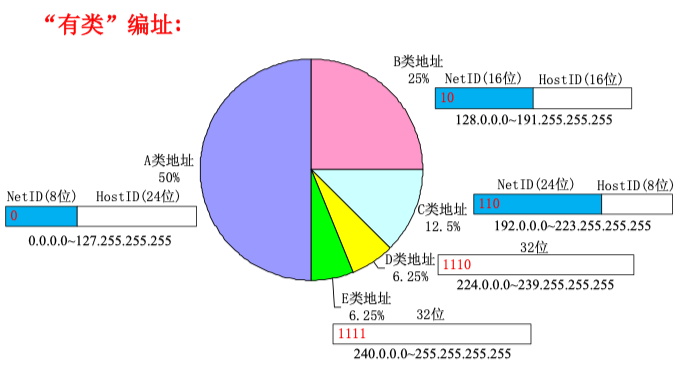 “有类”编址:
B类地址
25%
NetID(16位) HostID(16位)
10
128.0.0.0~191.255.255.255
A类地址
50%
NetID(8位) HostID(24位)
0
0.0.0.0~127.255.255.255
NetID(24位) HostID(8位)
110
192.0.0.0~223.255.255.255
C类地址
12.5%
32位
1110
224.0.0.0~239.255.255.255
D类地址
6.25%
E类地址
6.25%
32位
1111
240.0.0.0~255.255.255.255